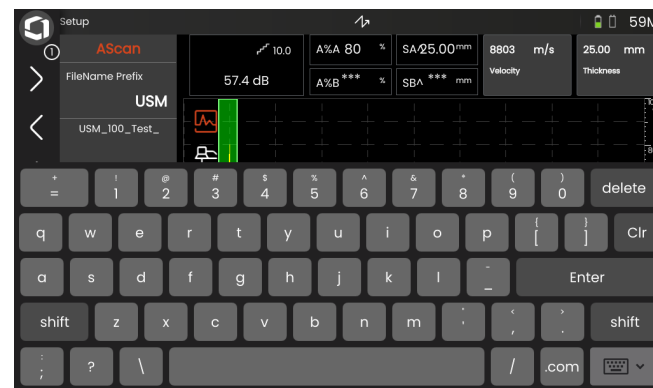 Setup
59M
1
AScan
10.0
A%A 80 %
SA^25.00 mm
8803 m/s
25.00 mm
FileName Prefix
57.4 dB
A%B *** %
SB^ *** mm
Velocity
Thickness
USM
USM_100_Test_
+ ! @ # $ % ^ & * ( )
= 1 2 3 4 5 6 7 8 9 0 delete
q w e r t y u i o p { [ } ] Clr
a s d f g h j k l - _ Enter
shift z x c v b n m ' < , > . shift
: ; ? \ / .com